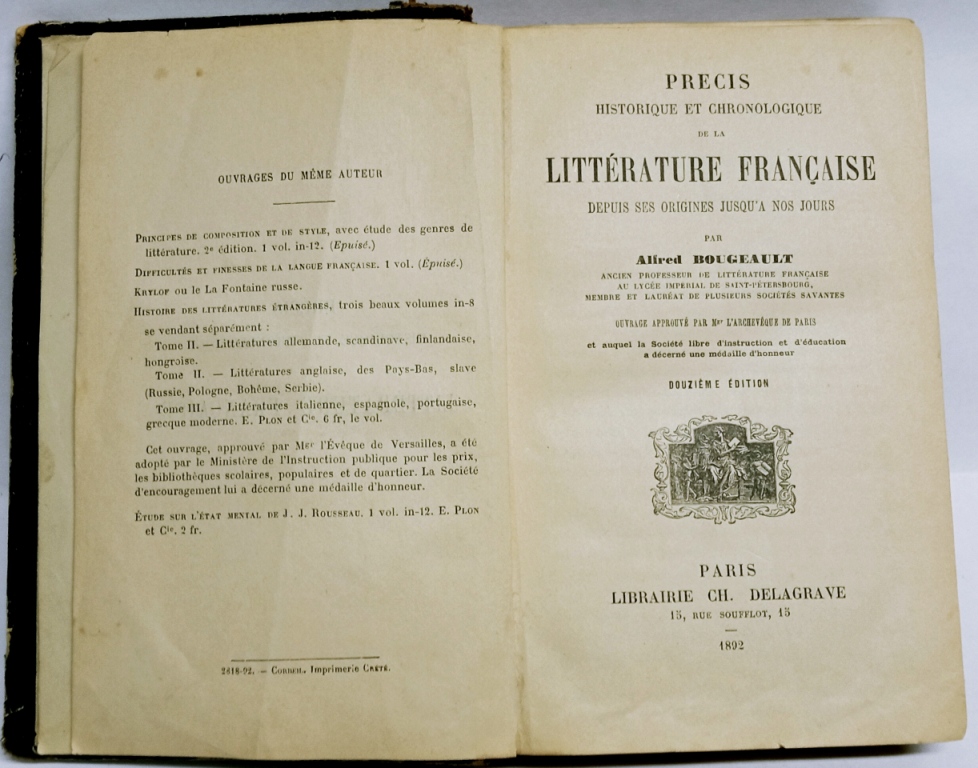 OUVRAGES DU MÊME AUTEUR
PRINCIPES DE COMPOSITION ET DE STYLE, avec étude des genres de
littérature. 2e édition. 1 vol. in-12. (Epuisé.)
DIFFICULTÉS ET FINESSES DE LA LANGUE FRANÇAISE. 1 vol. (Épuisé.)
KRYLOF ou le La Fontaine russe.
HISTOIRE DES LITTÉRATURES ÉTRANGÈRES, trois beaux volumes in-8
se vendant séparément :
Tome II. — Littératures allemande, scandinave, finlandaise,
hongroise.
Tome II. — Littératures anglaise, des Pays-Bas, slave
(Russie, Pologne, Bohême, Serbie).
Tome III. — Littératures italienne, espagnole, portugaise,
grecque moderne. E. PLON et Cie. 6 fr, le vol.
Cet ouvrage, approuvé par Mgr l'Évêque de Versailles, a été
adopté par le Ministère de l'Instruction publique pour les prix,
les bibliothèques scolaires, populaires et de quartier. La Société
d'encouragement lui a décerné une médaille d'honneur.
ÉTUDE SUR L'ÉTAT MENTAL DE J. J. ROUSSEAU. 1 vol. in-12. E. PLON
et Cie. 2 fr.
2418-92. — CORBEIL. Imprimerie CRÉTÉ.
PRECIS
HISTORIQUE ET CHRONOLOGIQUE
DE LA
LITTÉRATURE FRANÇAISE
DEPUIS SES ORIGINES JUSQU'A NOS JOURS
PAR
Alfred BOUGEAULT
ANCIEN PROFESSEUR DE LITTÉRATURE FRANÇAISE
AU LYCÉE IMPÉRIAL DE SAINT-PÉTERSBOURG,
MEMBRE ET LAURÉAT DE PLUSIEURS SOCIÉTÉS SAVANTES
OUVRAGE APPROUVÉ PAR Mgr L'ARCHEVÊQUE DE PARIS
et auquel la Société libre d'instruction et d'éducation
a décerné une médaille d'honneur
DOUZIÈME ÉDITION
PARIS
LIBRAIRIE CH. DELAGRAVE
15, RUE SOUFFLOT, 15
1892